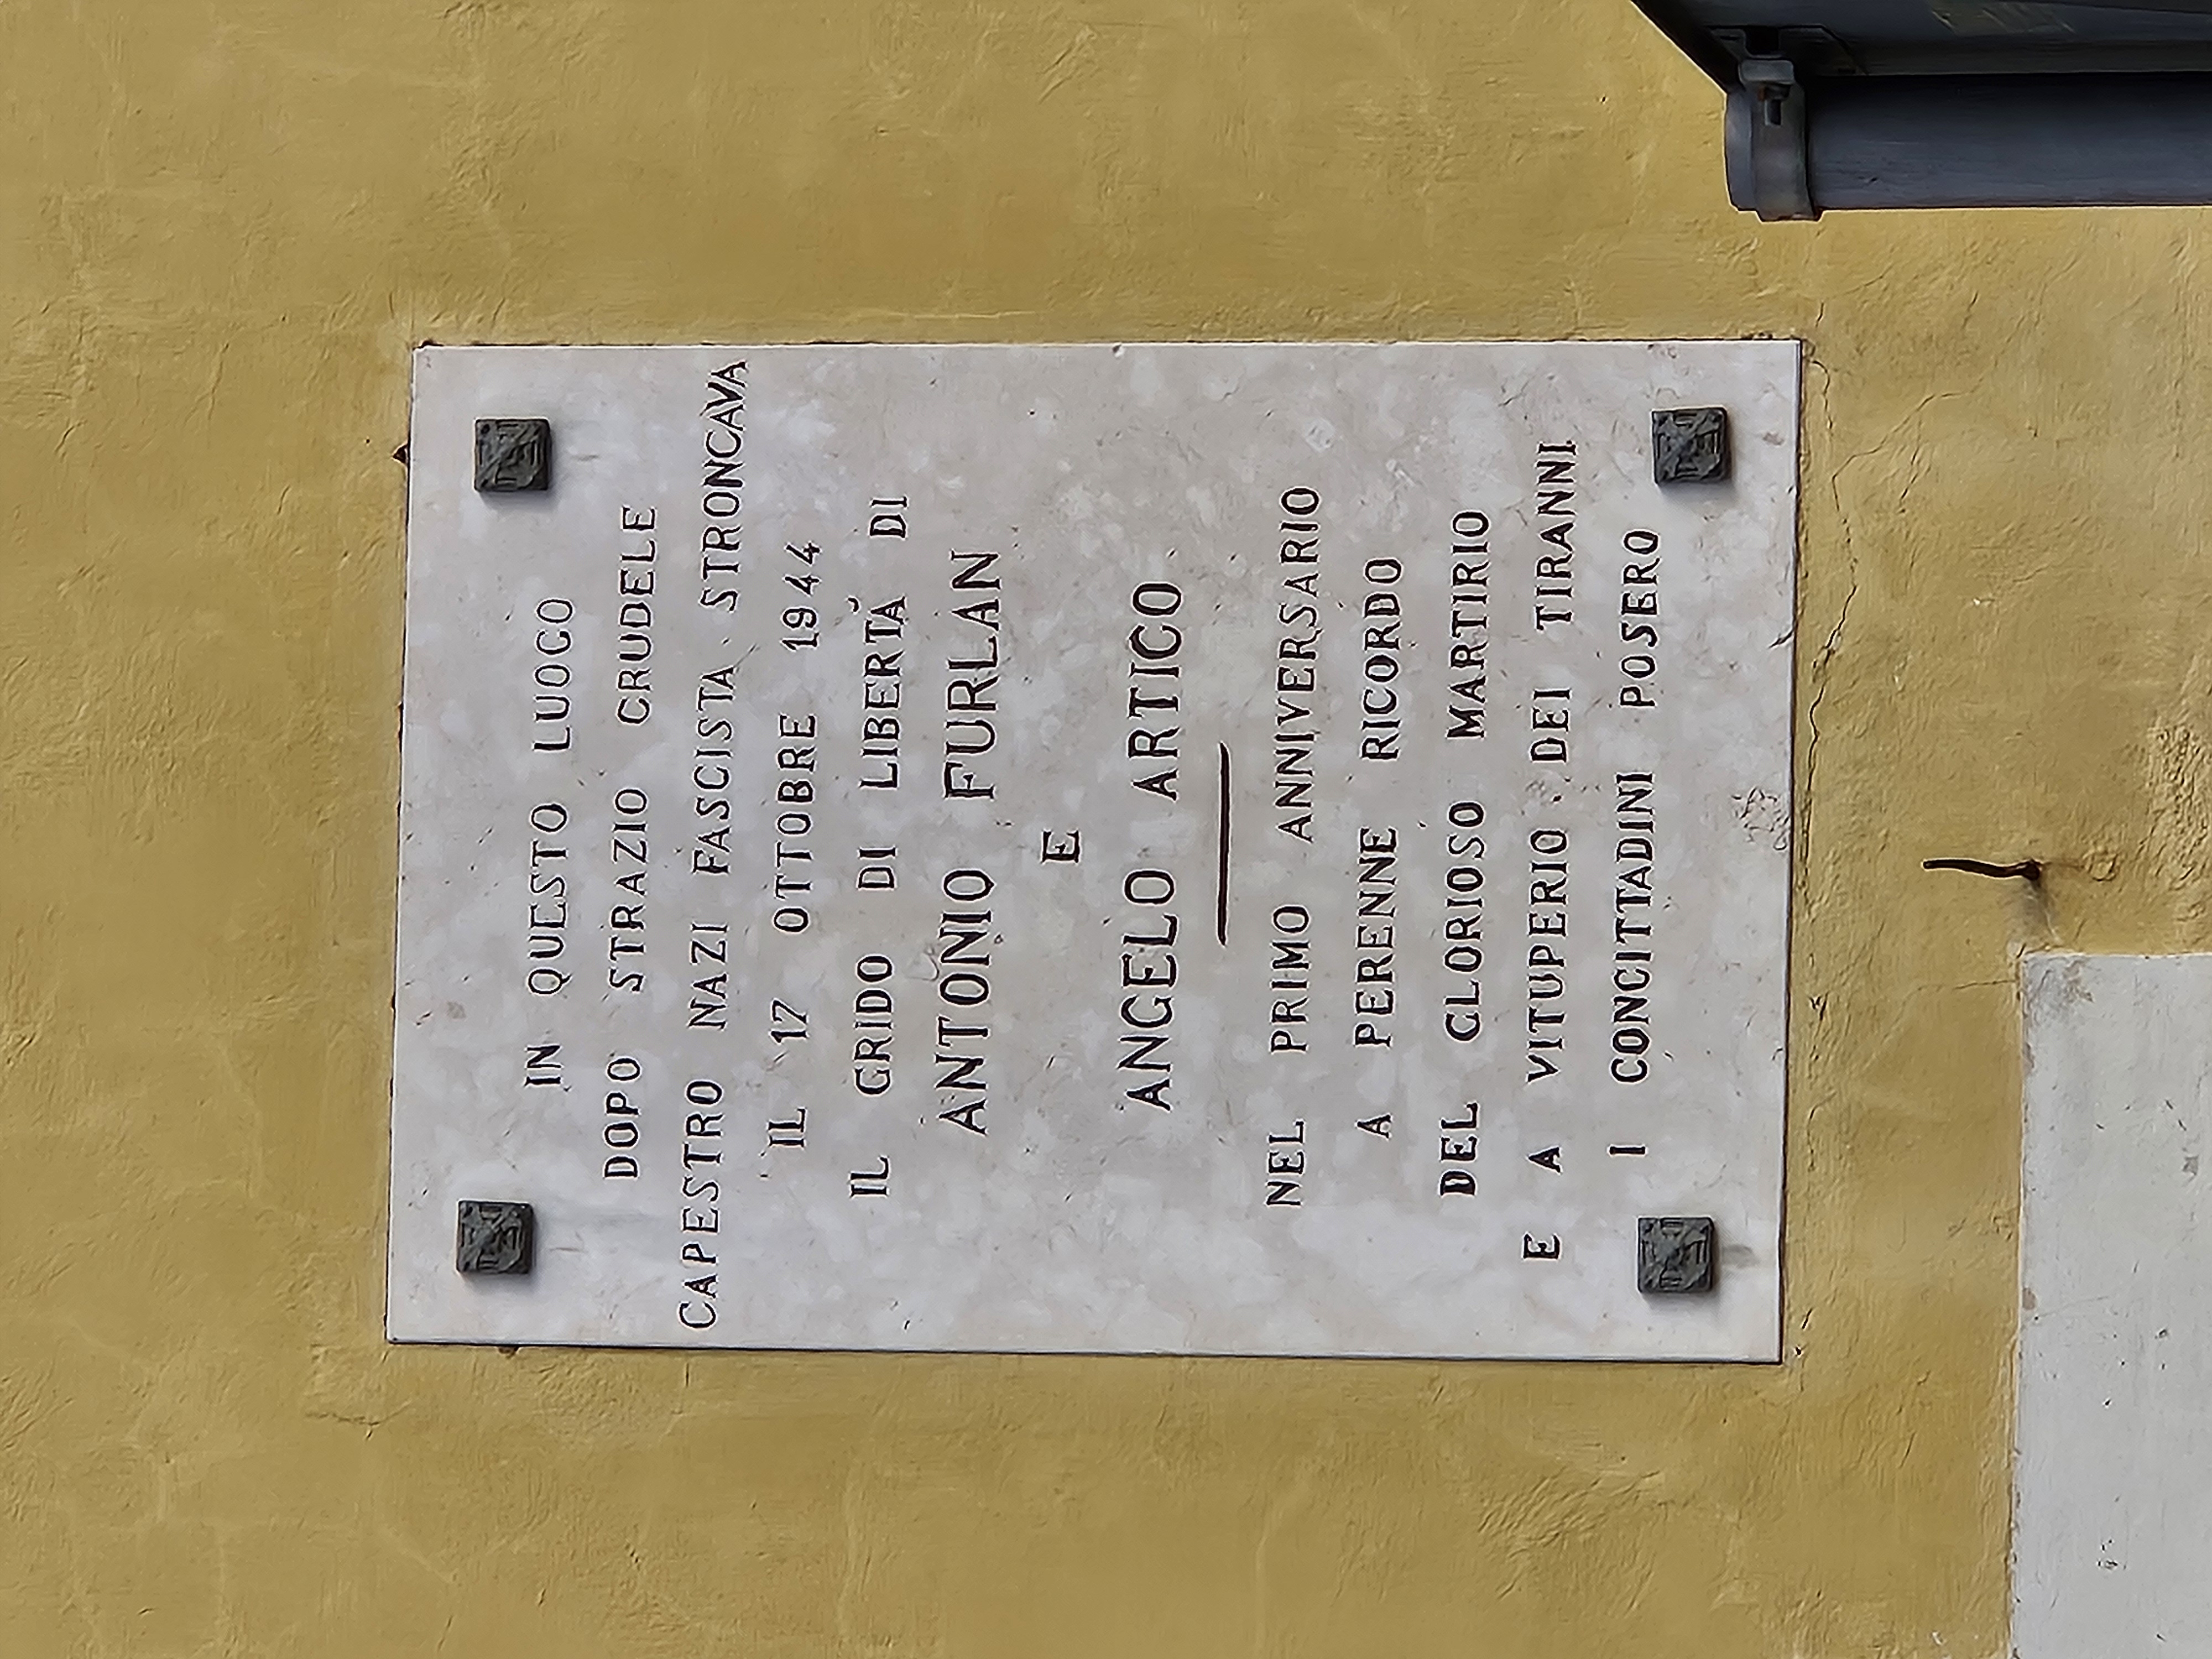 IN QUESTO LUOGO
DOPO STRAZIO CRUDELE
CAPESTRO NAZI FASCISTA STRONCAVA
IL 17 OTTOBRE 1944
IL GRIDO DI LIBERTÀ DI
ANTONIO FURLAN
E
ANGELO ARTICO
NEL PRIMO ANNIVERSARIO
A PERENNE RICORDO
DEL GLORIOSO MARTIRIO
E A VITUPERIO DEI TIRANNI
I CONCITTADINI POSERO